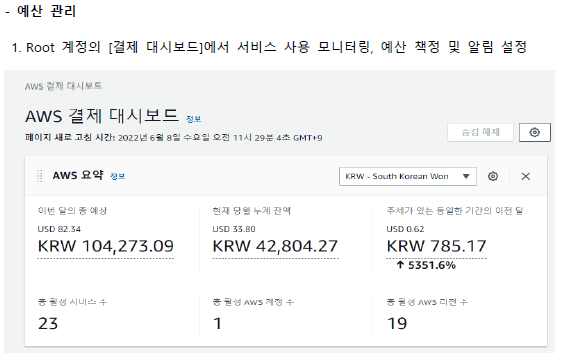 - 예산 관리
1. Root 계정의 [결제 대시보드]에서 서비스 사용 모니터링, 예산 책정 및 알림 설정
AWS 결제 대시보드
AWS 결제 대시보드 정보
페이지 새로 고침 시간: 2022년 6월 8일 수요일 오전 11시 29분 4초 GMT+9
숨김 해제
AWS 요약 정보
KRW - South Korean Won
이번 달의 총 예상
USD 82.34
KRW 104,273.09
현재 당월 누계 잔액
USD 33.80
KRW 42,804.27
추세가 있는 동일한 기간의 이전 달
USD 0.62
KRW 785.17
↑ 5351.6%
총 활성 서비스 수
23
총 활성 AWS 계정 수
1
총 활성 AWS 리전 수
19